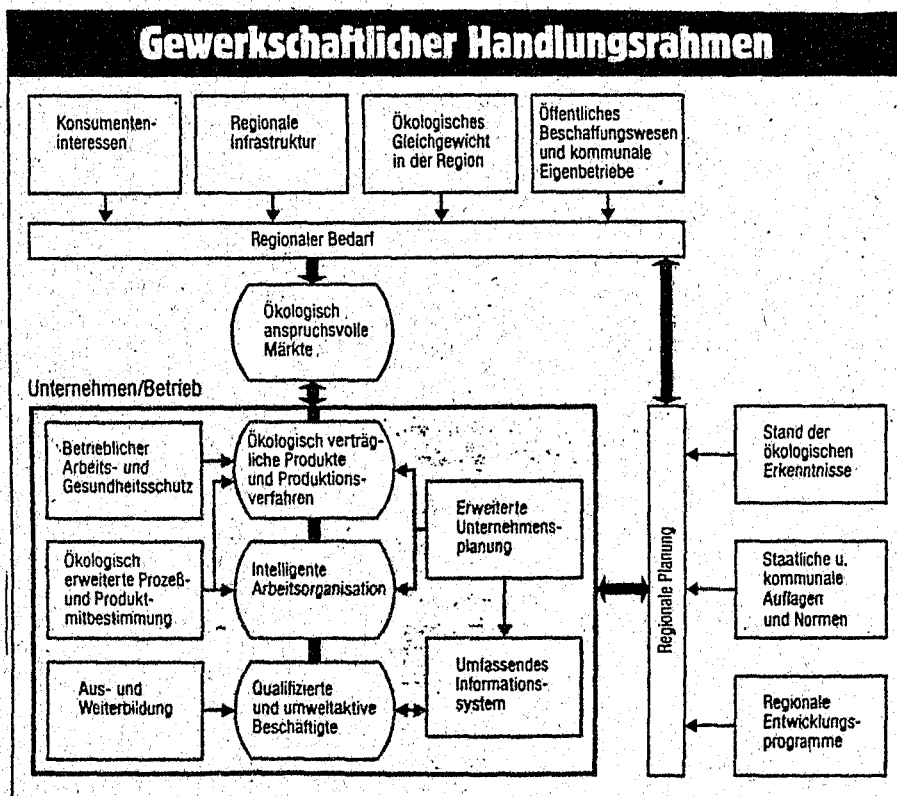 Gewerkschaftlicher Handlungsrahmen
Konsumenten-
interessen
Regionale
Infrastruktur
Ökologisches
Gleichgewicht
in der Region
Öffentliches
Beschaffungswesen
und kommunale
Eigenbetriebe
Regionaler Bedarf
Ökologisch
anspruchsvolle
Märkte
Unternehmen/Betrieb
Betrieblicher
Arbeits- und
Gesundheitsschutz
Ökologisch verträg-
liche Produkte
und Produktions-
verfahren
Erweiterte
Unternehmens-
planung
Ökologisch
erweiterte Prozeß-
und Produkt-
mitbestimmung
Intelligente
Arbeitsorganisation
Aus- und
Weiterbildung
Qualifizierte
und umweltaktive
Beschäftigte
Umfassendes
Informations-
system
Regionale Planung
Stand der
ökologischen
Erkenntnisse
Staatliche u.
kommunale
Auflagen
und Normen
Regionale
Entwicklungs-
programme